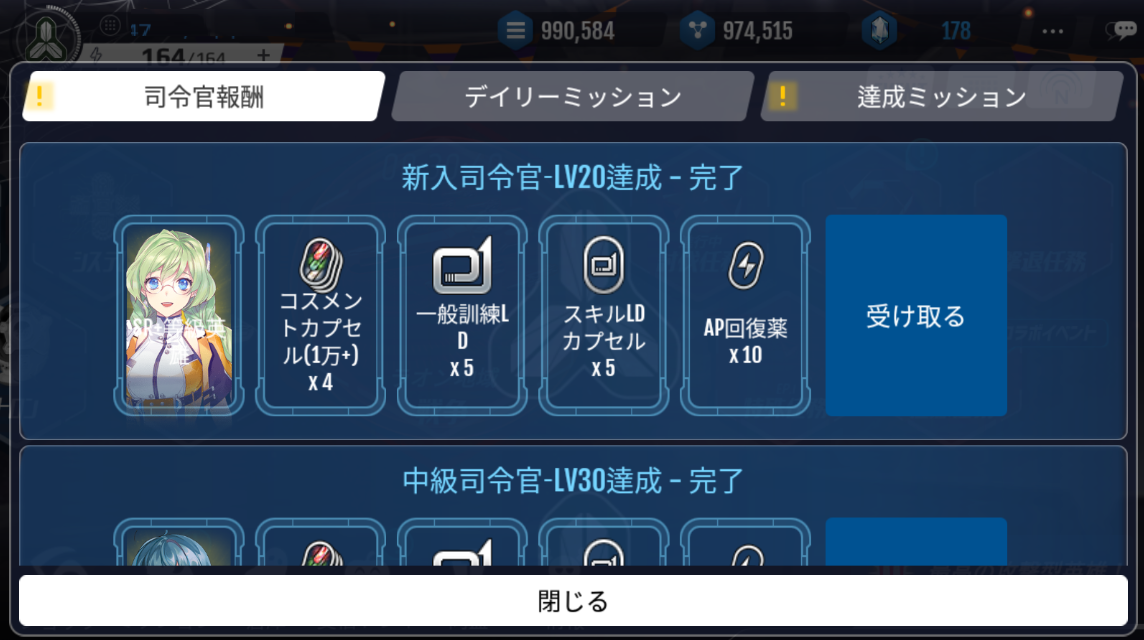 47
990,584
974,515
178
164/164 +
司令官報酬
デイリーミッション
達成ミッション
新入司令官-LV20達成 - 完了
コスメン
トカプセ
ル(1万+)
x 4
一般訓練L
D
x 5
スキルLD
カプセル
x 5
AP回復薬
x 10
受け取る
中級司令官-LV30達成 - 完了
閉じる